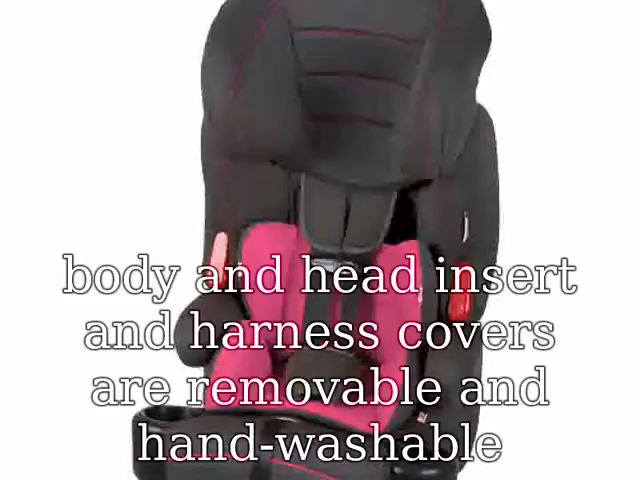 body and head insert
and harness covers
are removable and
hand-washable